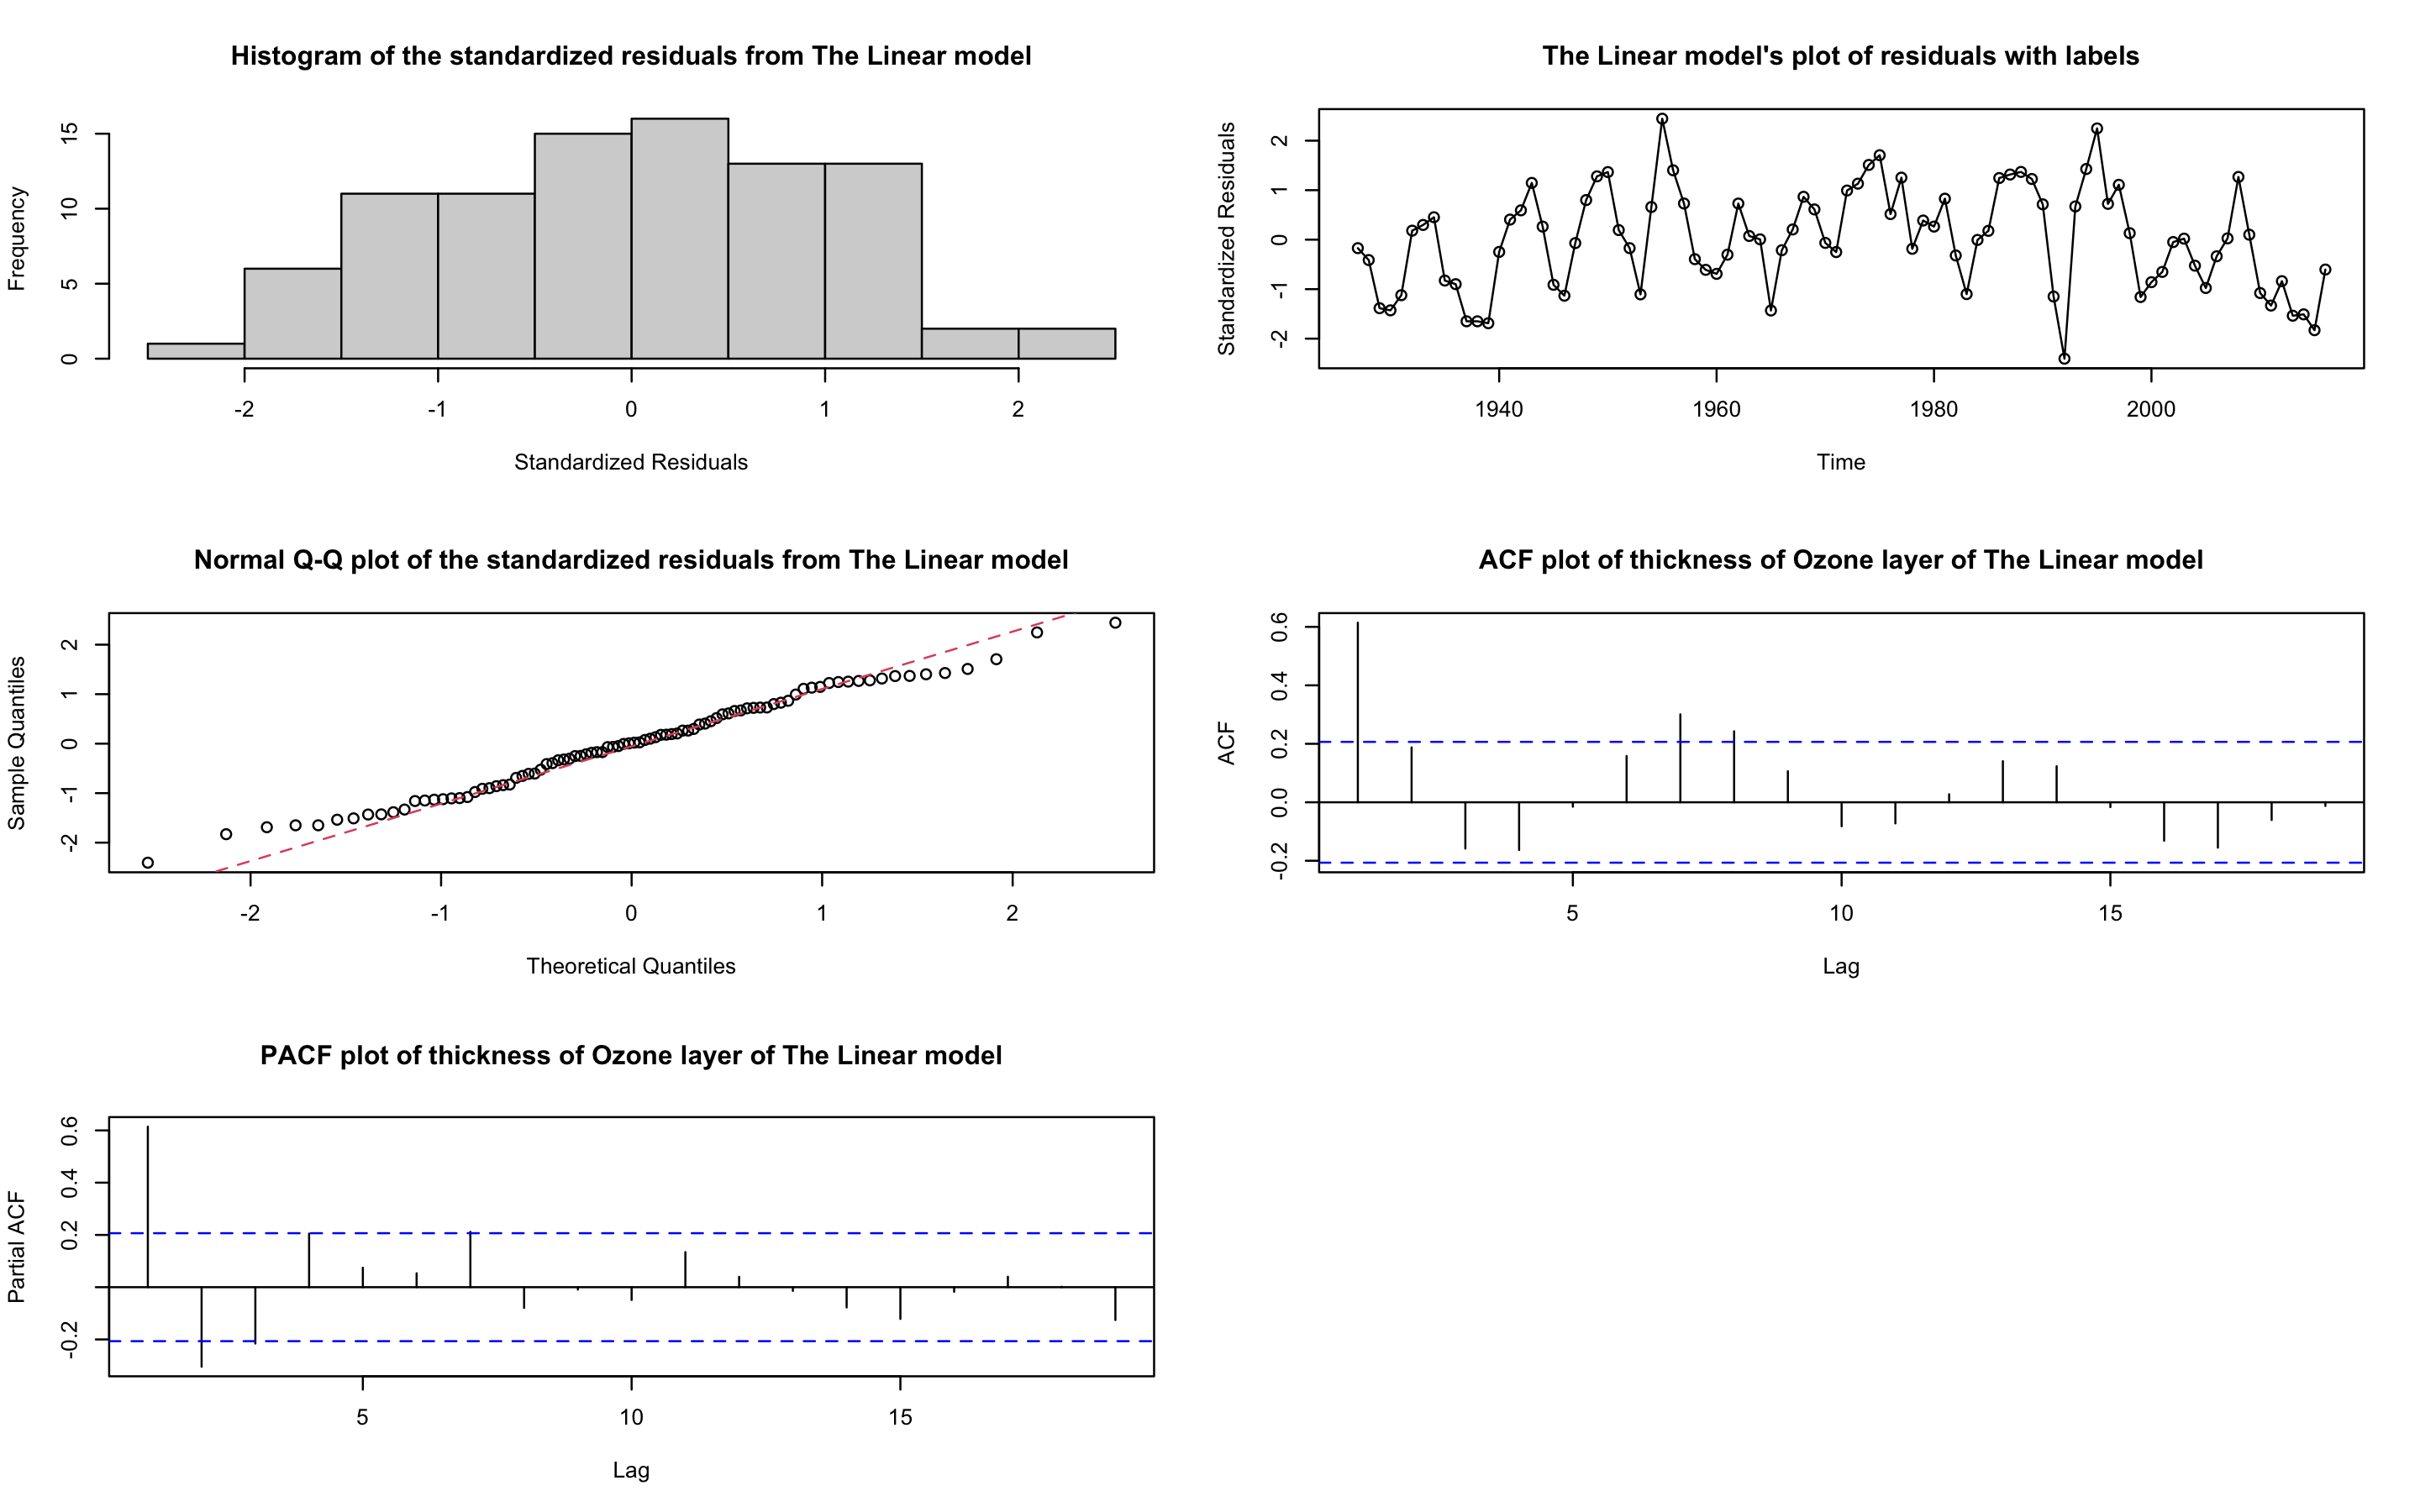 Histogram of the standardized residuals from The Linear model
Frequency
0 5 10 15
-2 -1 0 1 2
Standardized Residuals
The Linear model's plot of residuals with labels
Standardized Residuals
-2 -1 0 1 2
1940 1960 1980 2000
Time
Normal Q-Q plot of the standardized residuals from The Linear model
Sample Quantiles
-2 -1 0 1 2
-2 -1 0 1 2
Theoretical Quantiles
ACF plot of thickness of Ozone layer of The Linear model
ACF
-0.2 0.0 0.2 0.4 0.6
5 10 15
Lag
PACF plot of thickness of Ozone layer of The Linear model
Partial ACF
-0.2 0.2 0.4 0.6
5 10 15
Lag